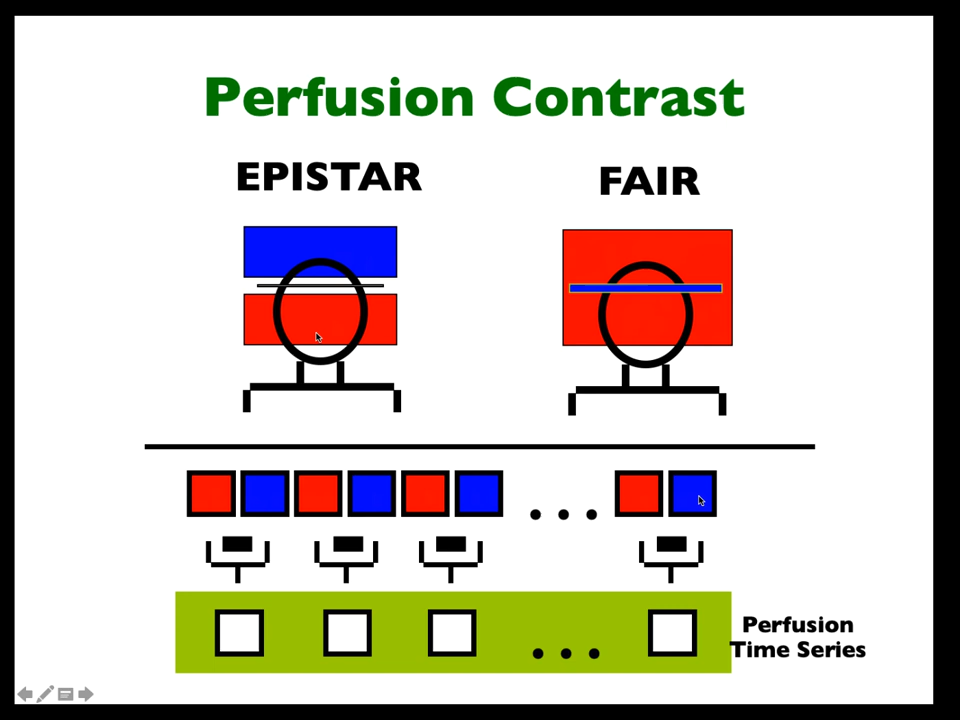 Perfusion Contrast
EPISTAR
FAIR
. . .
. . .
Perfusion
Time Series